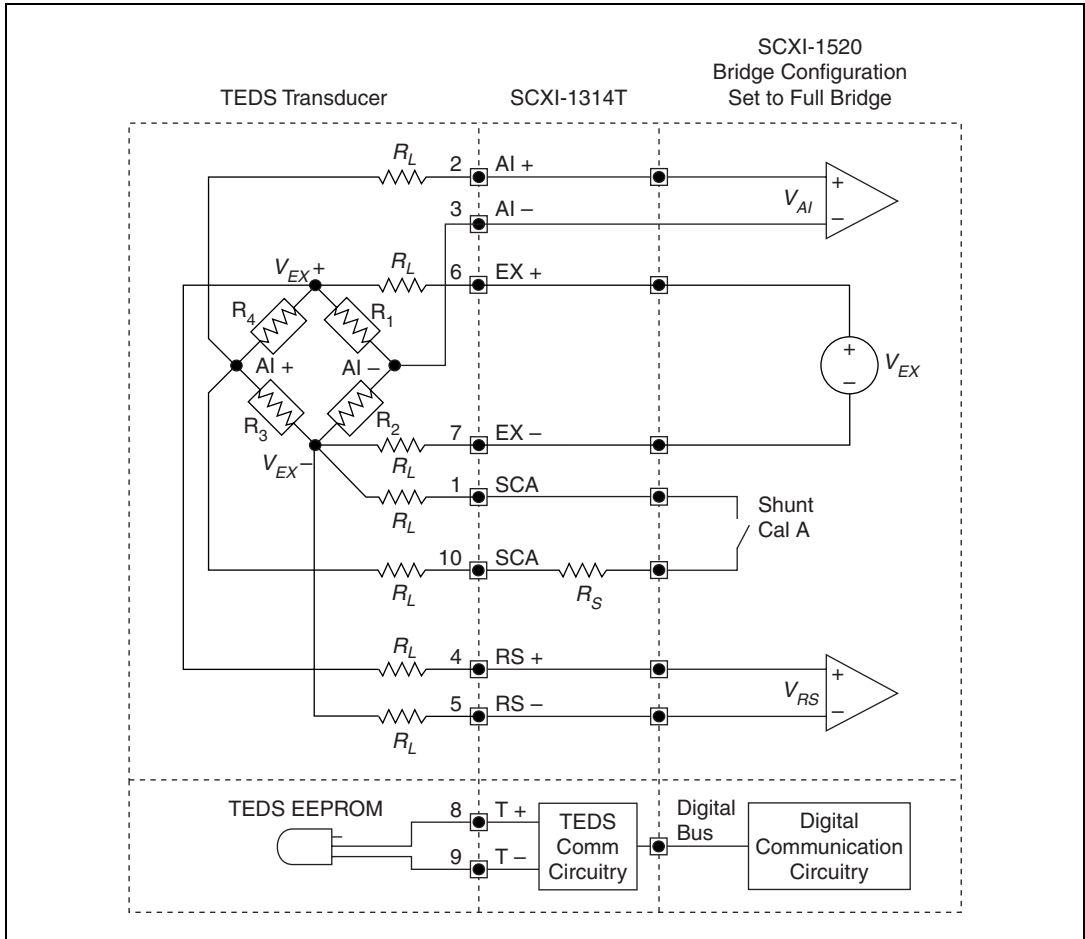 SCXI-1520
Bridge Configuration
Set to Full Bridge
TEDS Transducer
SCXI-1314T
R_L
2
AI +
3
AI –
+
–
V_AI
V_EX +
R_L
6
EX +
R_4
R_1
AI +
AI –
R_3
R_2
+
–
V_EX
V_EX –
R_L
7
EX –
R_L
1
SCA
Shunt
Cal A
R_L
10
SCA
R_S
R_L
4
RS +
+
–
V_RS
R_L
5
RS –
TEDS EEPROM
–
8
T +
9
T –
TEDS
Comm
Circuitry
Digital
Bus
Digital
Communication
Circuitry